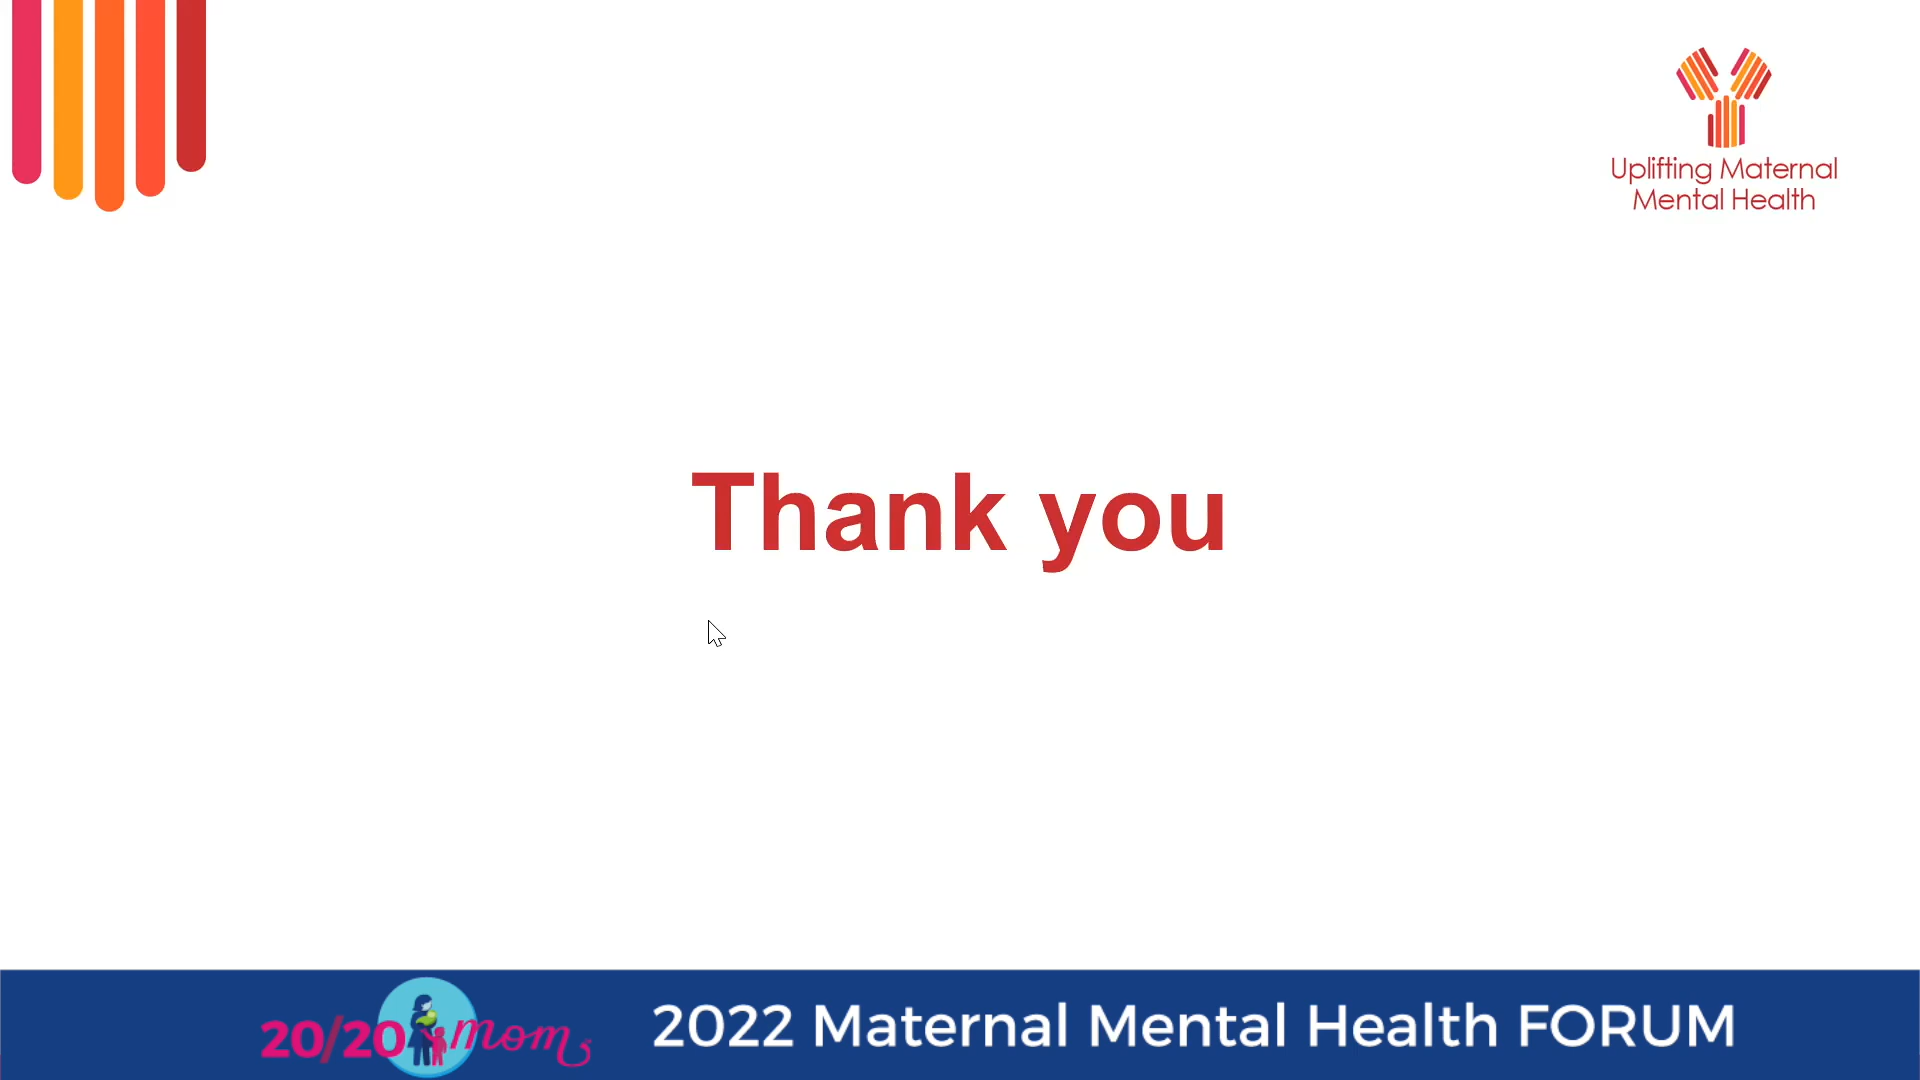 Uplifting Maternal
Mental Health
Thank you
20/20 mom
2022 Maternal Mental Health FORUM